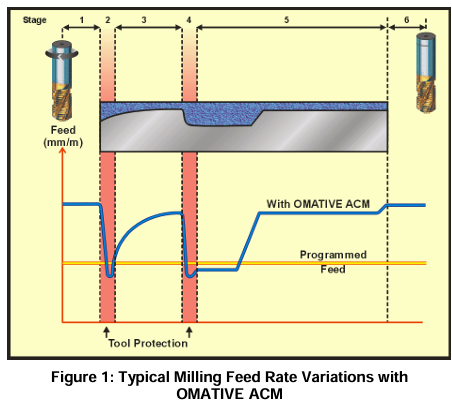 Stage 1 2 3 4 5 6
Feed
(mm/m)
With OMATIVE ACM
Programmed
Feed
Tool Protection
Figure 1: Typical Milling Feed Rate Variations with
OMATIVE ACM